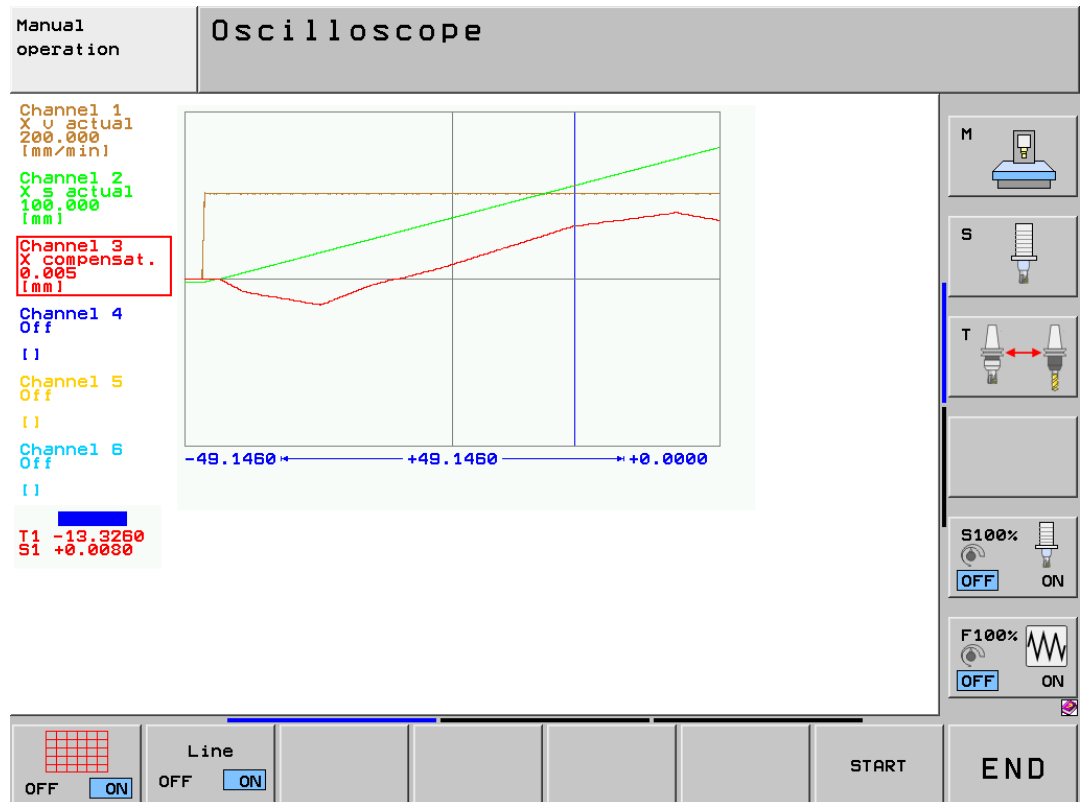 Manual
operation
Oscilloscope
Channel 1
X v actual
200.000
[mm/min]
Channel 2
X s actual
100.000
[mm]
Channel 3
X compensat.
0.005
[mm]
Channel 4
Off
[]
Channel 5
Off
[]
Channel 6
Off
[]
-49.1460 +49.1460 +0.0000
T1 -13.3260
S1 +0.0080
M
S
T
S100%
OFF ON
F100%
OFF ON
OFF ON
Line
OFF ON
START
END